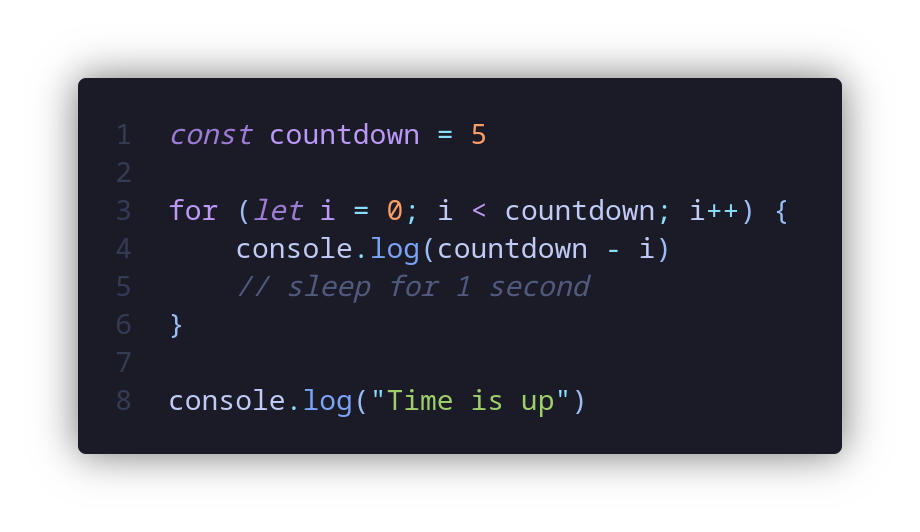 1 const countdown = 5
2
3 for (let i = 0; i < countdown; i++) {
4     console.log(countdown - i)
5     // sleep for 1 second
6 }
7
8 console.log("Time is up")